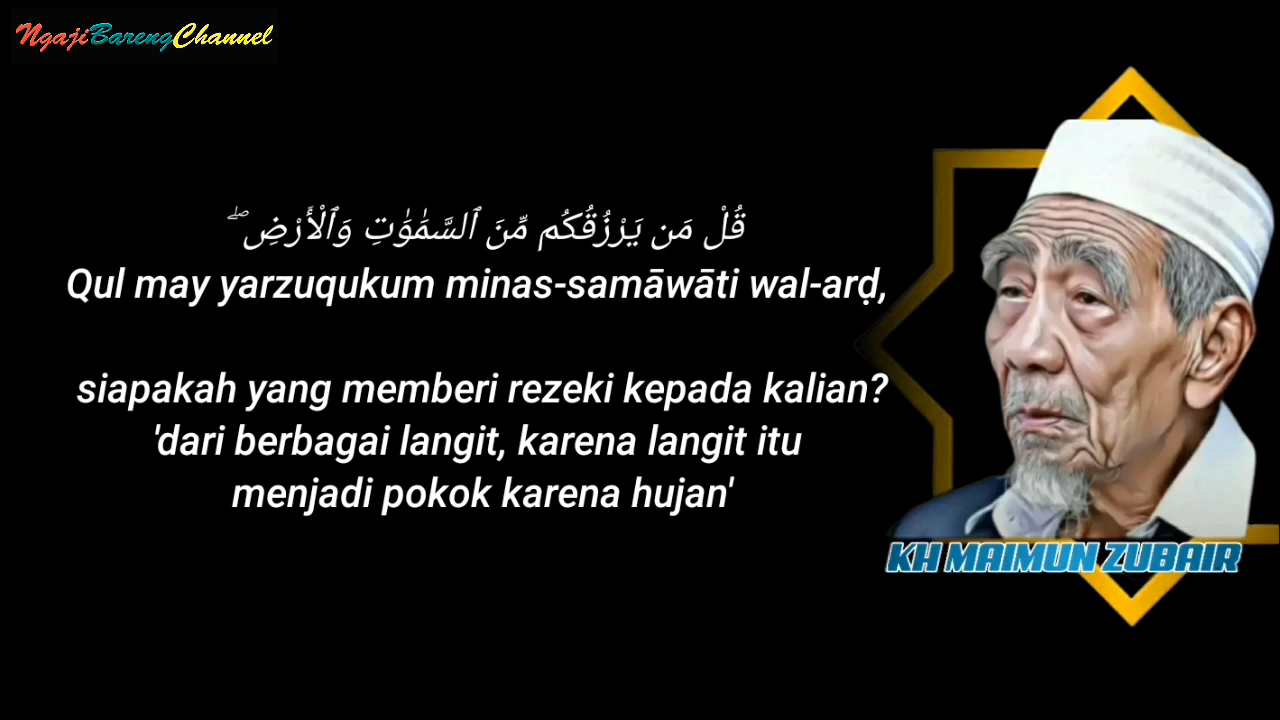 NgajiBarengChannel
قُلْ مَن يَرْزُقُكُم مِّنَ ٱلسَّمَٰوَٰتِ وَٱلْأَرْضِ ۖ
Qul may yarzuqukum minas-samāwāti wal-arḍ,
siapakah yang memberi rezeki kepada kalian?
'dari berbagai langit, karena langit itu
menjadi pokok karena hujan'
KH MAIMUN ZUBAIR